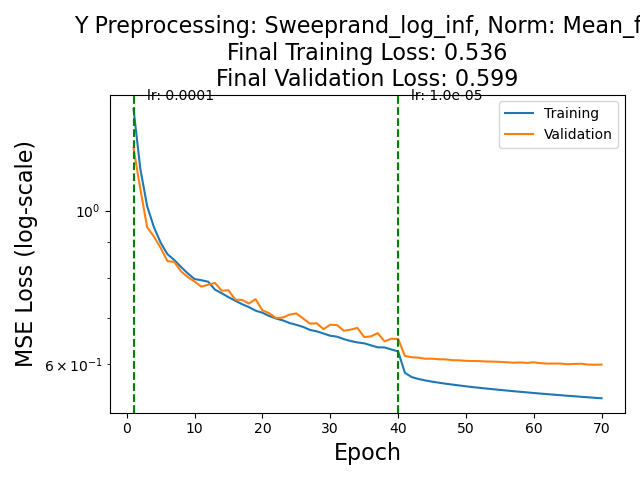 Y Preprocessing: Sweeprand_log_inf, Norm: Mean_f
Final Training Loss: 0.536
Final Validation Loss: 0.599
lr: 0.0001
lr: 1.0e-05
Training
Validation
MSE Loss (log-scale)
10⁰
6 × 10⁻¹
0 10 20 30 40 50 60 70
Epoch